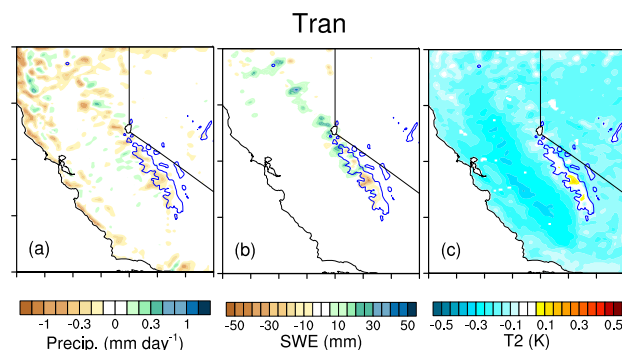 Tran
(a)
(b)
(c)
-1 -0.3 0 0.3 1
Precip. (mm day⁻¹)
-50 -30 -10 10 30 50
SWE (mm)
-0.5 -0.3 -0.1 0.1 0.3 0.5
T2 (K)